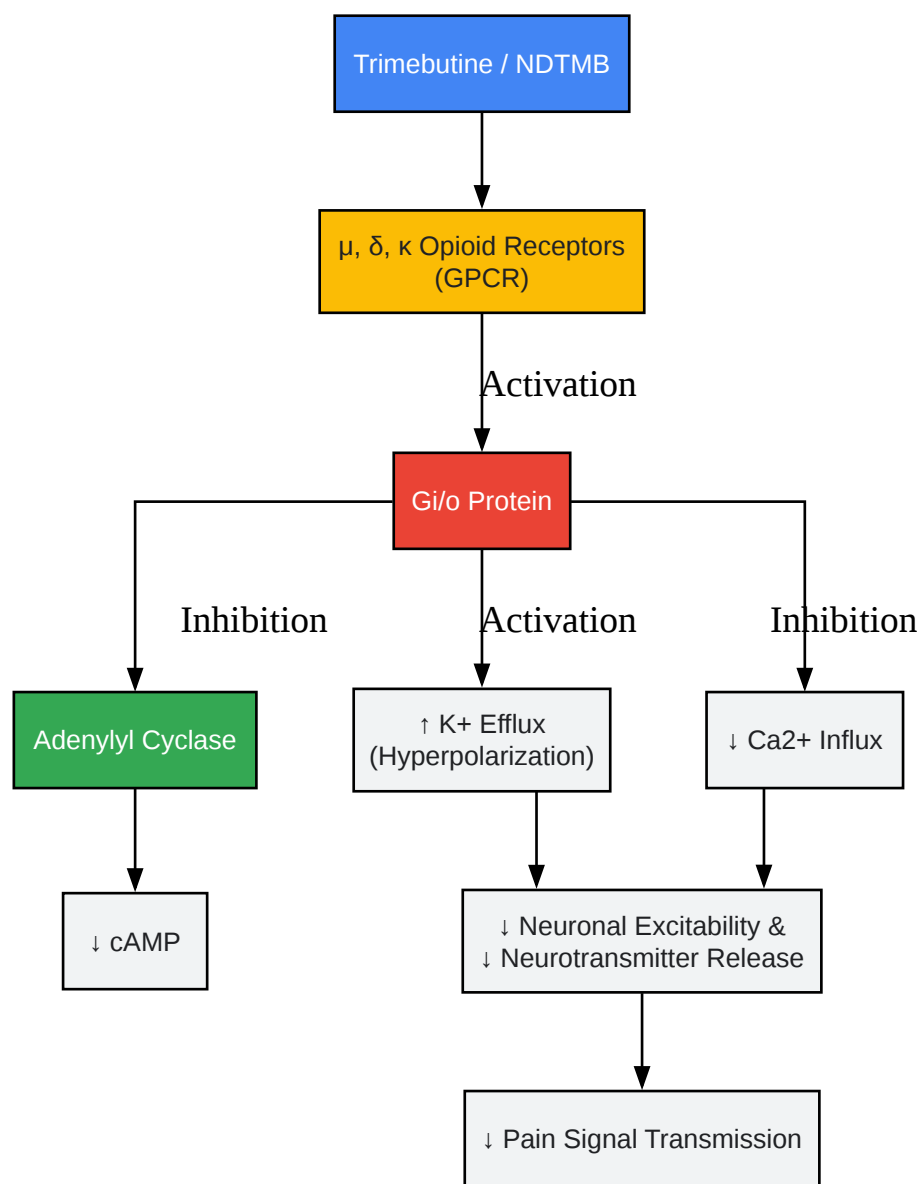 Trimebutine / NDTMB
μ, δ, κ Opioid Receptors
(GPCR)
Activation
Gi/o Protein
Inhibition
Activation
Inhibition
Adenylyl Cyclase
↑ K+ Efflux
(Hyperpolarization)
↓ Ca2+ Influx
↓ cAMP
↓ Neuronal Excitability &
↓ Neurotransmitter Release
↓ Pain Signal Transmission